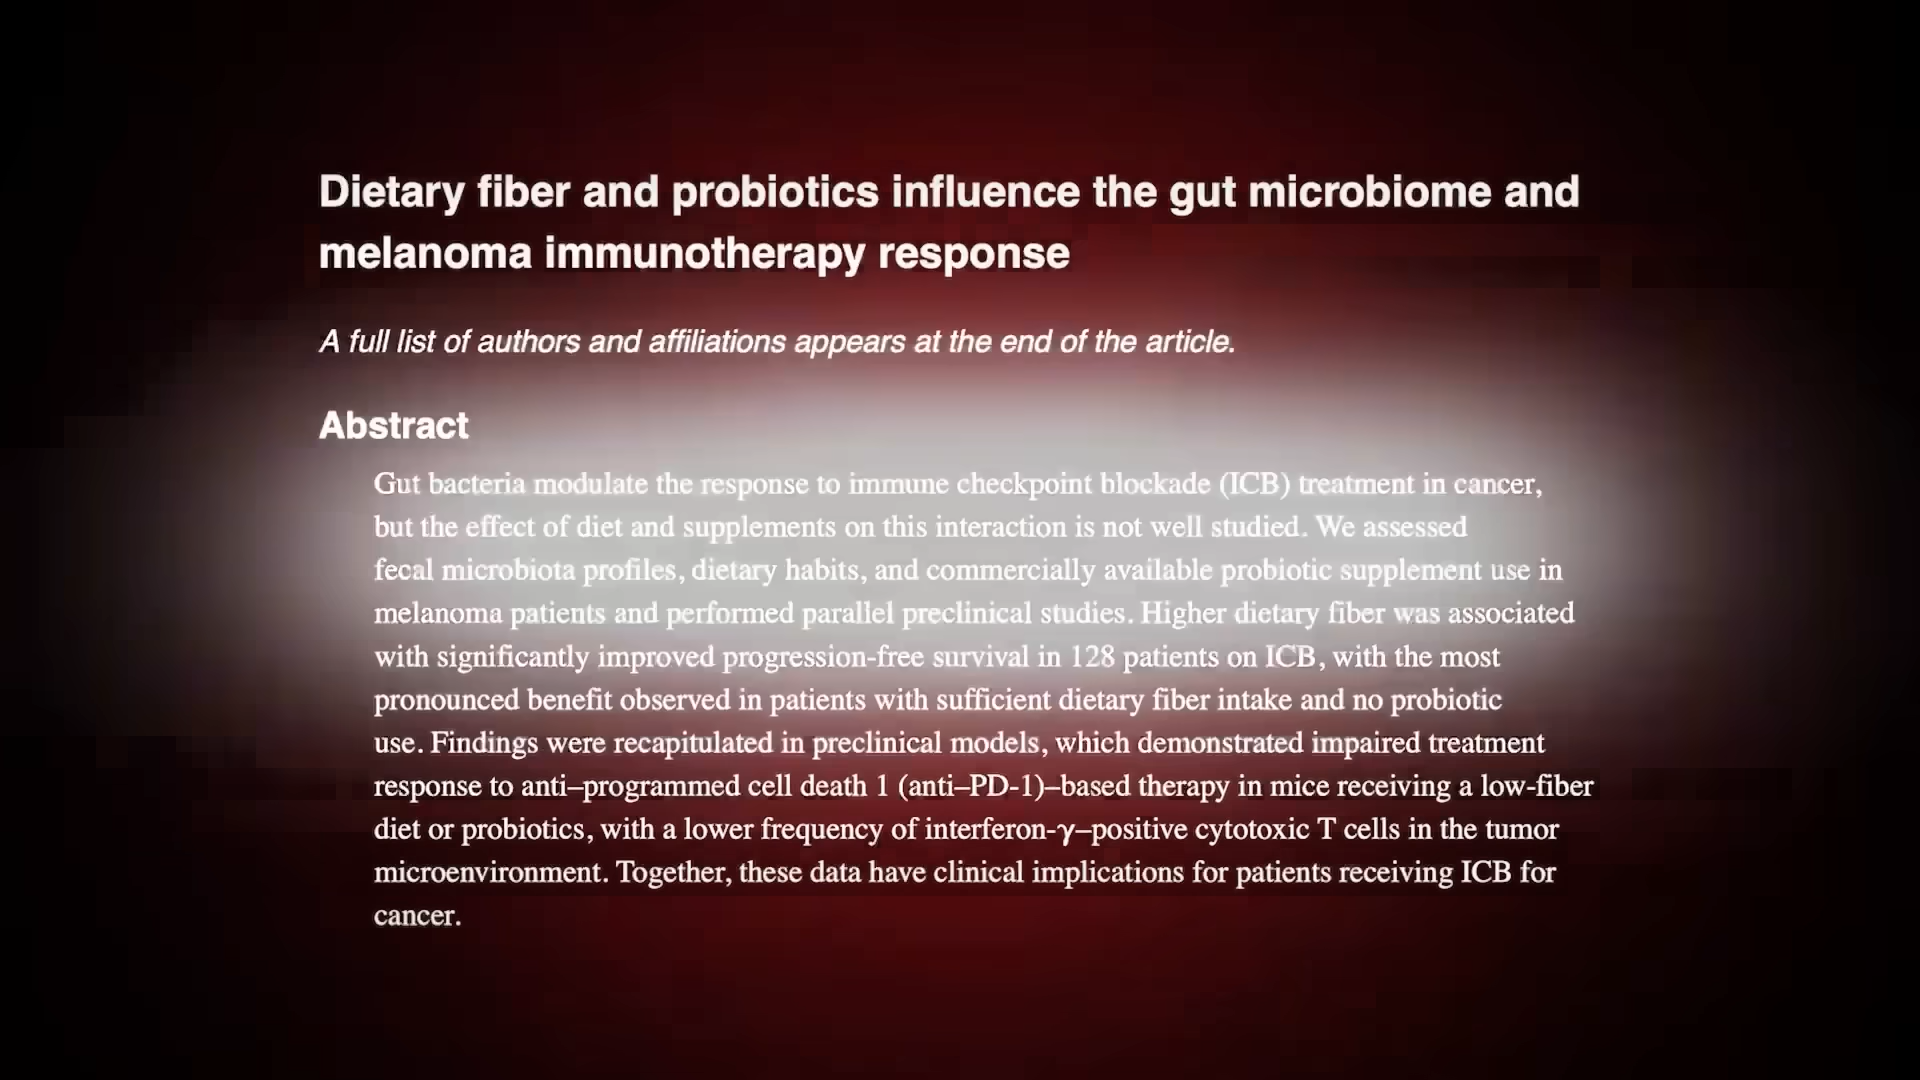 Dietary fiber and probiotics influence the gut microbiome and
melanoma immunotherapy response
A full list of authors and affiliations appears at the end of the article.
Abstract
Gut bacteria modulate the response to immune checkpoint blockade (ICB) treatment in cancer,
but the effect of diet and supplements on this interaction is not well studied. We assessed
fecal microbiota profiles, dietary habits, and commercially available probiotic supplement use in
melanoma patients and performed parallel preclinical studies. Higher dietary fiber was associated
with significantly improved progression-free survival in 128 patients on ICB, with the most
pronounced benefit observed in patients with sufficient dietary fiber intake and no probiotic
use. Findings were recapitulated in preclinical models, which demonstrated impaired treatment
response to anti–programmed cell death 1 (anti–PD-1)–based therapy in mice receiving a low-fiber
diet or probiotics, with a lower frequency of interferon-γ–positive cytotoxic T cells in the tumor
microenvironment. Together, these data have clinical implications for patients receiving ICB for
cancer.